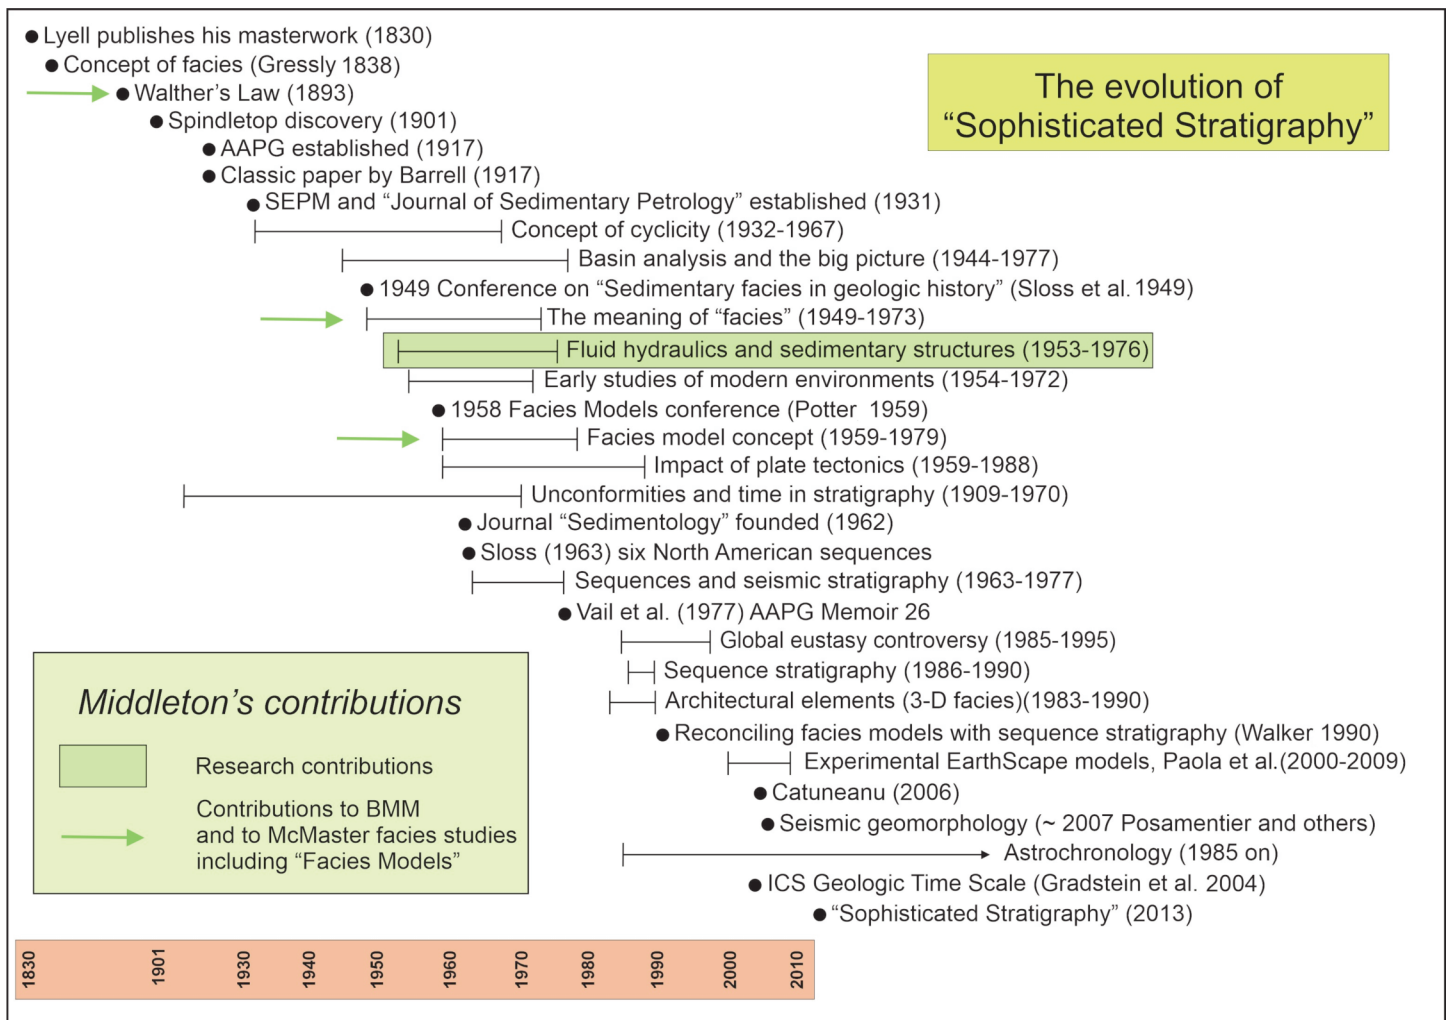 Lyell publishes his masterwork (1830)
Concept of facies (Gressly 1838)
Walther's Law (1893)
Spindletop discovery (1901)
AAPG established (1917)
Classic paper by Barrell (1917)
SEPM and “Journal of Sedimentary Petrology” established (1931)
Concept of cyclicity (1932-1967)
Basin analysis and the big picture (1944-1977)
1949 Conference on “Sedimentary facies in geologic history” (Sloss et al. 1949)
The meaning of “facies” (1949-1973)
Fluid hydraulics and sedimentary structures (1953-1976)
Early studies of modern environments (1954-1972)
1958 Facies Models conference (Potter 1959)
Facies model concept (1959-1979)
Impact of plate tectonics (1959-1988)
Unconformities and time in stratigraphy (1909-1970)
Journal “Sedimentology” founded (1962)
Sloss (1963) six North American sequences
Sequences and seismic stratigraphy (1963-1977)
Vail et al. (1977) AAPG Memoir 26
Global eustasy controversy (1985-1995)
Sequence stratigraphy (1986-1990)
Architectural elements (3-D facies)(1983-1990)
Reconciling facies models with sequence stratigraphy (Walker 1990)
Experimental EarthScape models, Paola et al.(2000-2009)
Catuneanu (2006)
Seismic geomorphology (~ 2007 Posamentier and others)
Astrochronology (1985 on)
ICS Geologic Time Scale (Gradstein et al. 2004)
“Sophisticated Stratigraphy” (2013)
The evolution of
“Sophisticated Stratigraphy”
Middleton's contributions
Research contributions
Contributions to BMM
and to McMaster facies studies
including “Facies Models”
1830
1901
1930
1940
1950
1960
1970
1980
1990
2000
2010